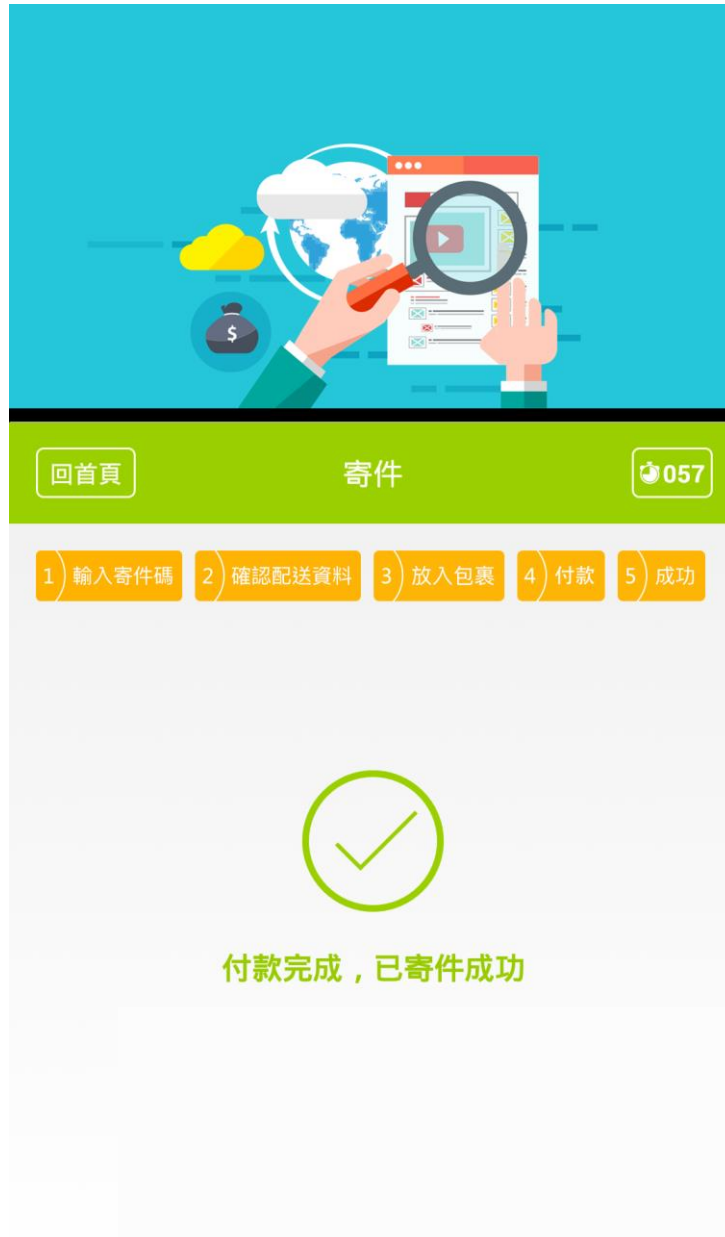 $
回首頁
寄件
057
1 輸入寄件碼
2 確認配送資料
3 放入包裹
4 付款
5 成功
付款完成，已寄件成功